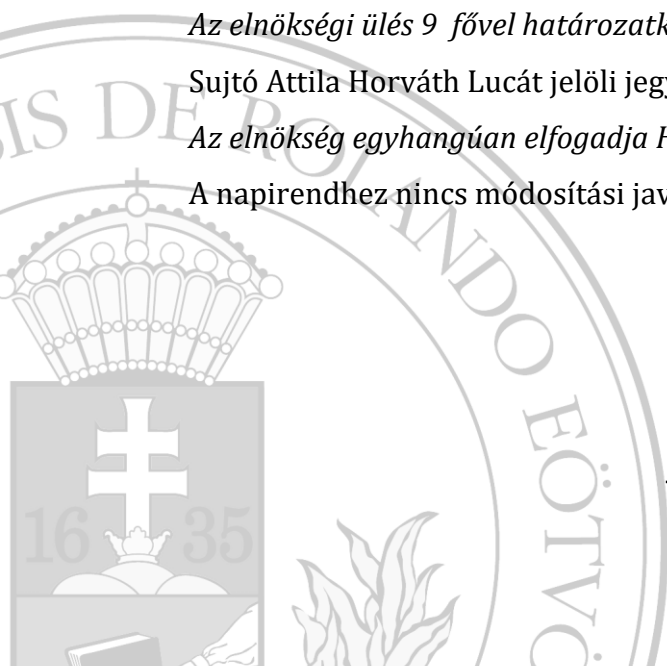 Az elnökségi ülés 9 fővel határozatk
Sujtó Attila Horváth Lucát jelöli jegy
Az elnökség egyhangúan elfogadja
A napirendhez nincs módosítási jav
SIS DE ROLANDO EÖTVÖ
16 35